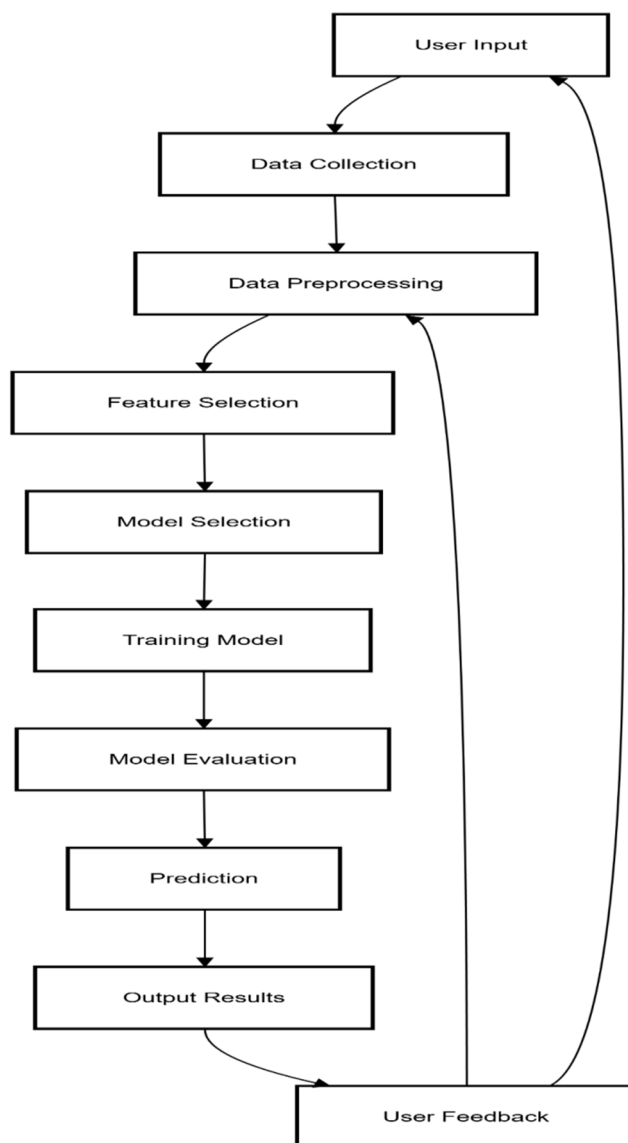 User Input
Data Collection
Data Preprocessing
Feature Selection
Model Selection
Training Model
Model Evaluation
Prediction
Output Results
User Feedback